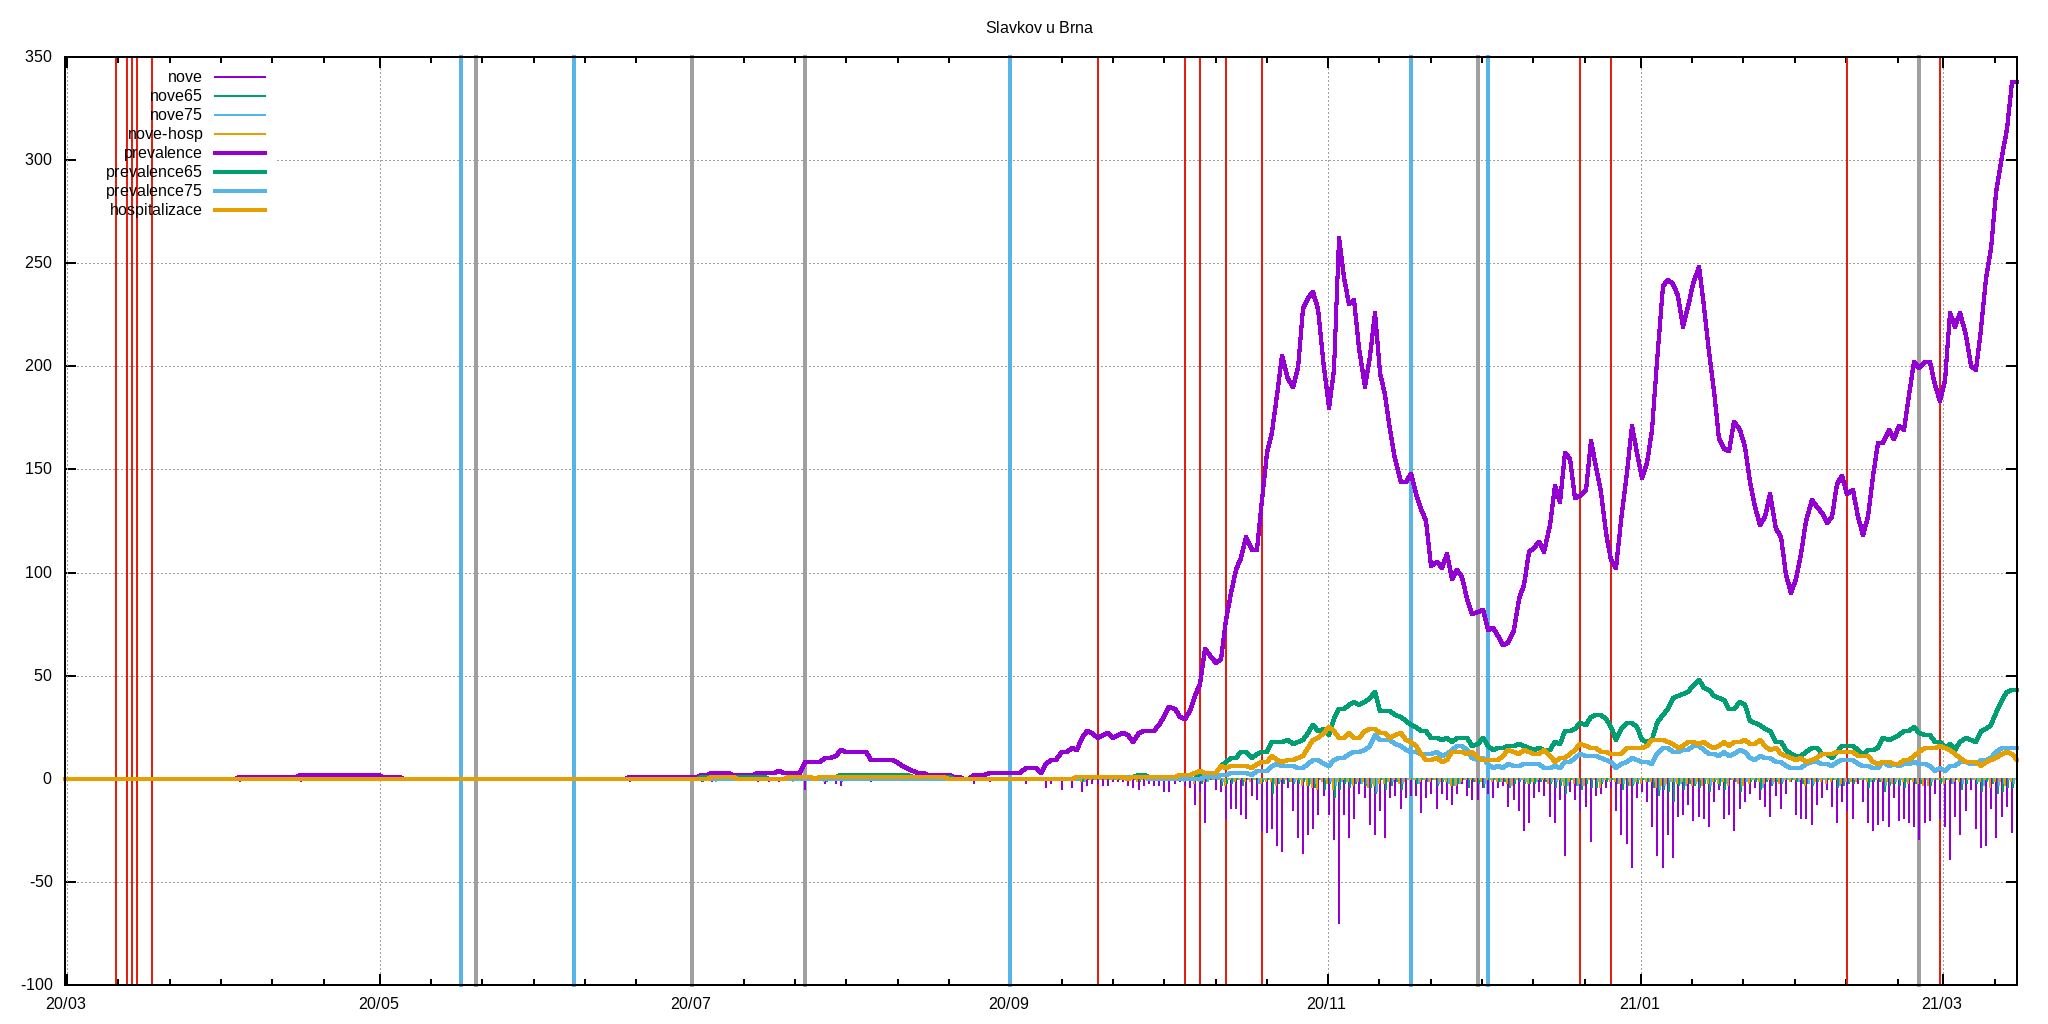 Slavkov u Brna
350
300
250
200
150
100
50
0
-50
-100
nove
nove65
nove75
nove-hosp
prevalence
prevalence65
prevalence75
hospitalizace
20/03 20/05 20/07 20/09 20/11 21/01 21/03